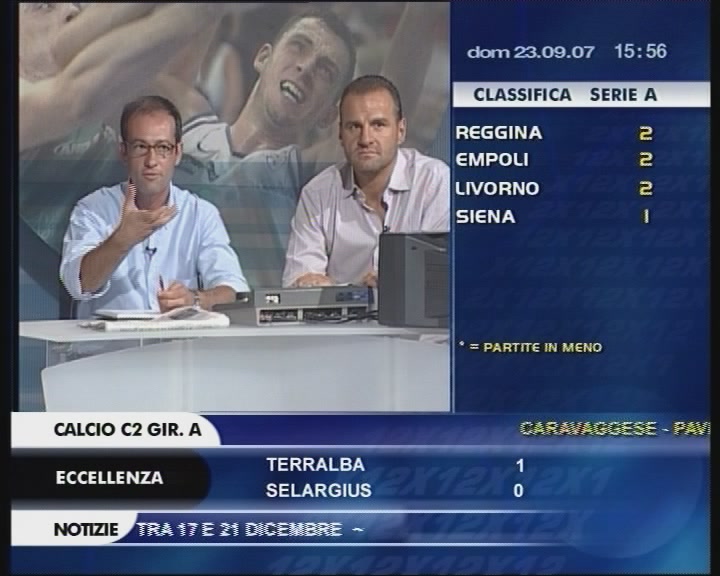 dom 23.09.07 15:56
CLASSIFICA SERIE A
REGGINA 2
EMPOLI 2
LIVORNO 2
SIENA 1
* = PARTITE IN MENO
CALCIO C2 GIR. A CARAVAGGESE - PAV
ECCELLENZA TERRALBA 1
SELARGIUS 0
NOTIZIE TRA 17 E 21 DICEMBRE ~